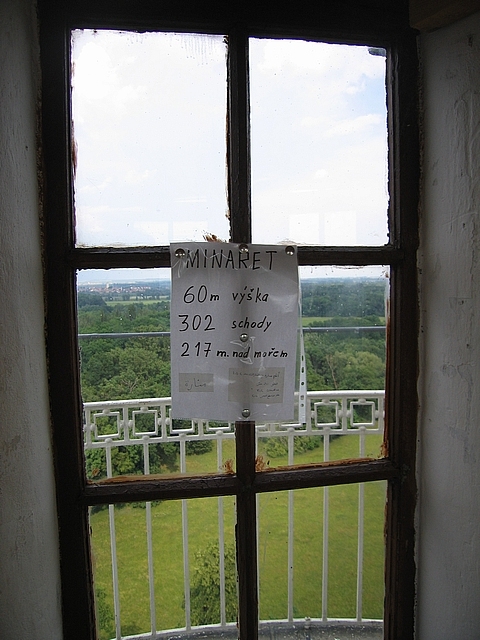 MINARET
60m výška
302 schody
217 m. nad mořem